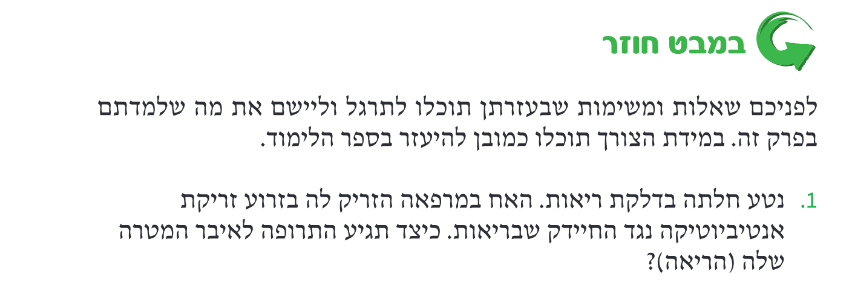 במבט חוזר
לפניכם שאלות ומשימות שבעזרתן תוכלו לתרגל וליישם את מה שלמדתם
בפרק זה. במידת הצורך תוכלו כמובן להיעזר בספר הלימוד.
1. נטע חלתה בדלקת ריאות. האח במרפאה הזריק לה בזרוע זריקת
אנטיביוטיקה נגד החיידק שבריאות. כיצד תגיע התרופה לאיבר המטרה
שלה (הריאה)?